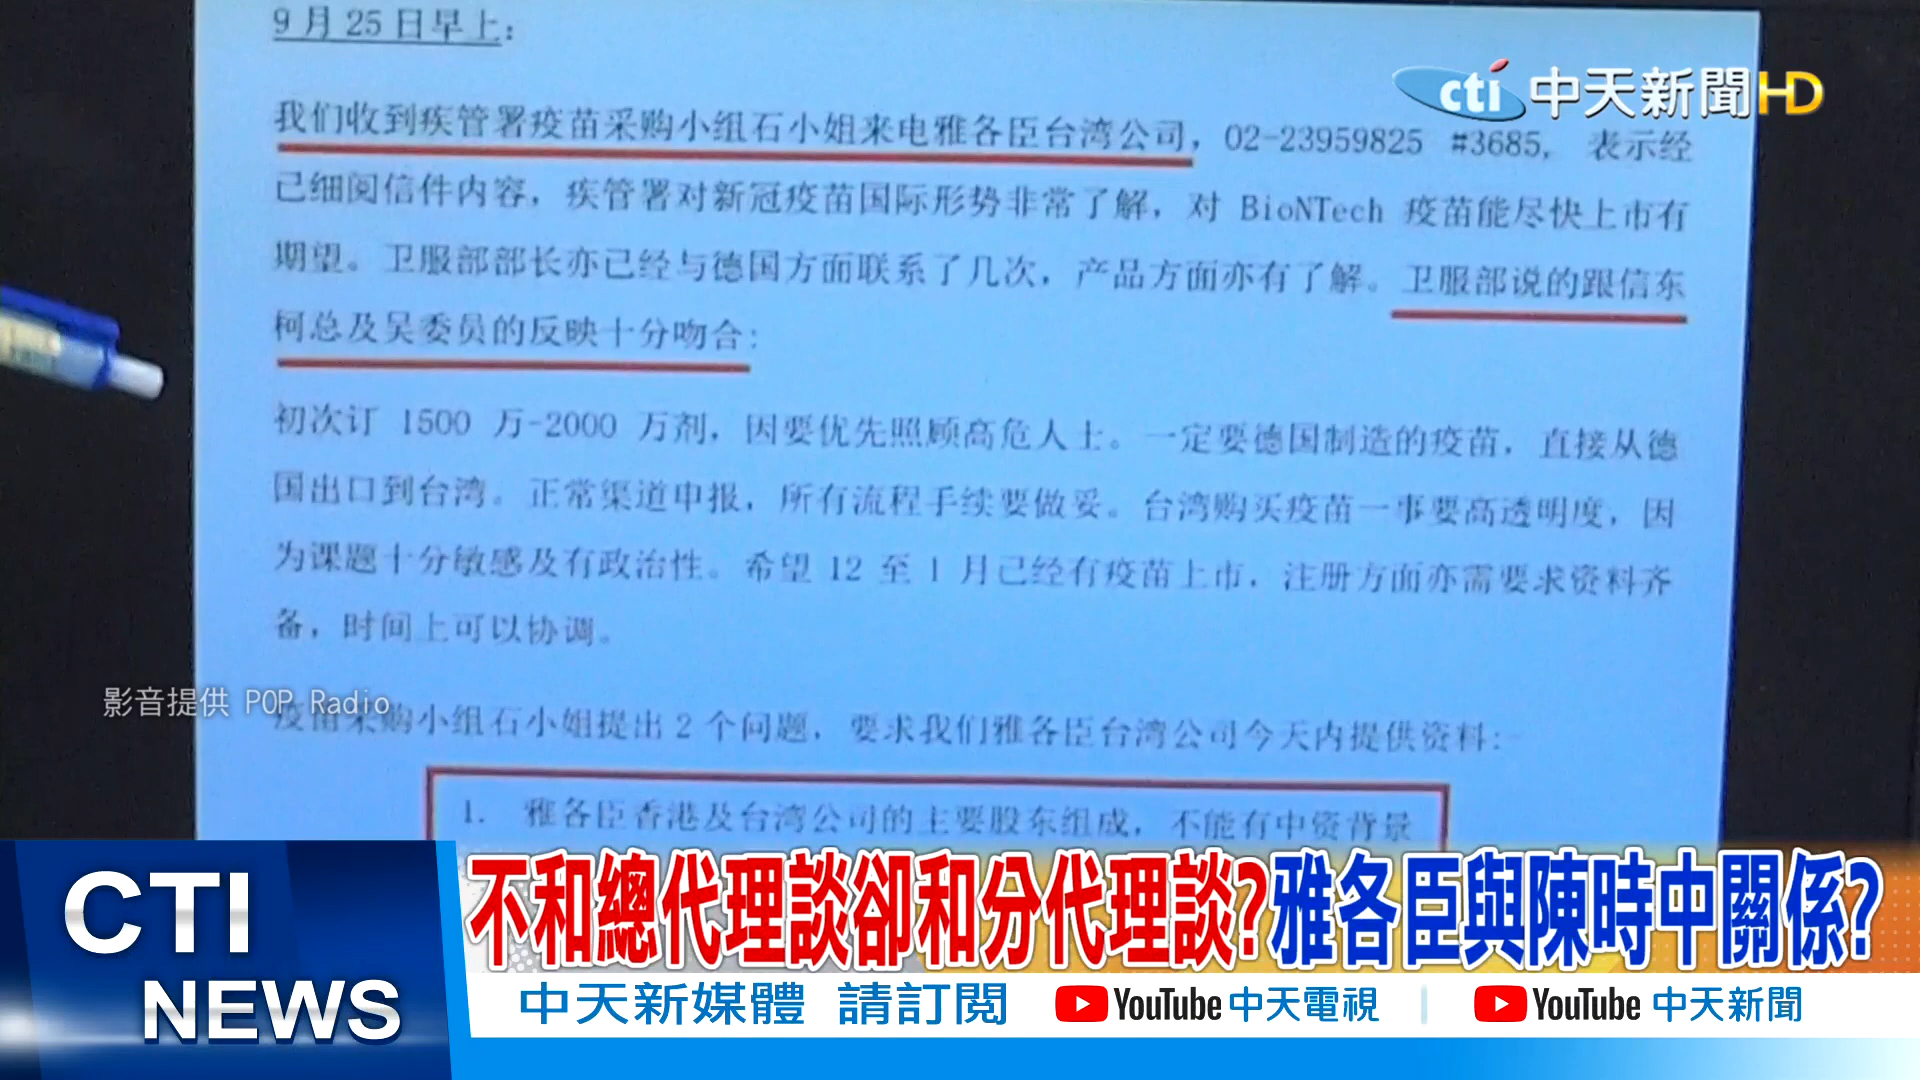 9月25日早上:
cti 中天新聞HD
我们收到疾管署疫苗采购小组石小姐来电雅各臣台湾公司，02-23959825 #3685, 表示经
已细阅信件内容，疾管署对新冠疫苗国际形势非常了解，对 BioNTech 疫苗能尽快上市有
期望。卫服部部长亦已经与德国方面联系了几次，产品方面亦有了解。卫服部说的跟信东
柯总及吴委员的反映十分吻合:
初次订 1500 万-2000 万剂，因要优先照顾高危人士。一定要德国制造的疫苗，直接从德
国出口到台湾。正常渠道申报，所有流程手续要做妥。台湾购买疫苗一事要高透明度，因
为课题十分敏感及有政治性。希望 12 至 1 月已经有疫苗上市，注册方面亦需要求资料齐
备，时间上可以协调。
影音提供 POP Radio
疫苗采购小组石小姐提出 2 个问题，要求我们雅各臣台湾公司今天内提供资料:
1. 雅各臣香港及台湾公司的主要股东组成，不能有中资背景
CTI NEWS
不和總代理談卻和分代理談?雅各臣與陳時中關係?
中天新媒體 請訂閱 YouTube 中天電視 | YouTube 中天新聞